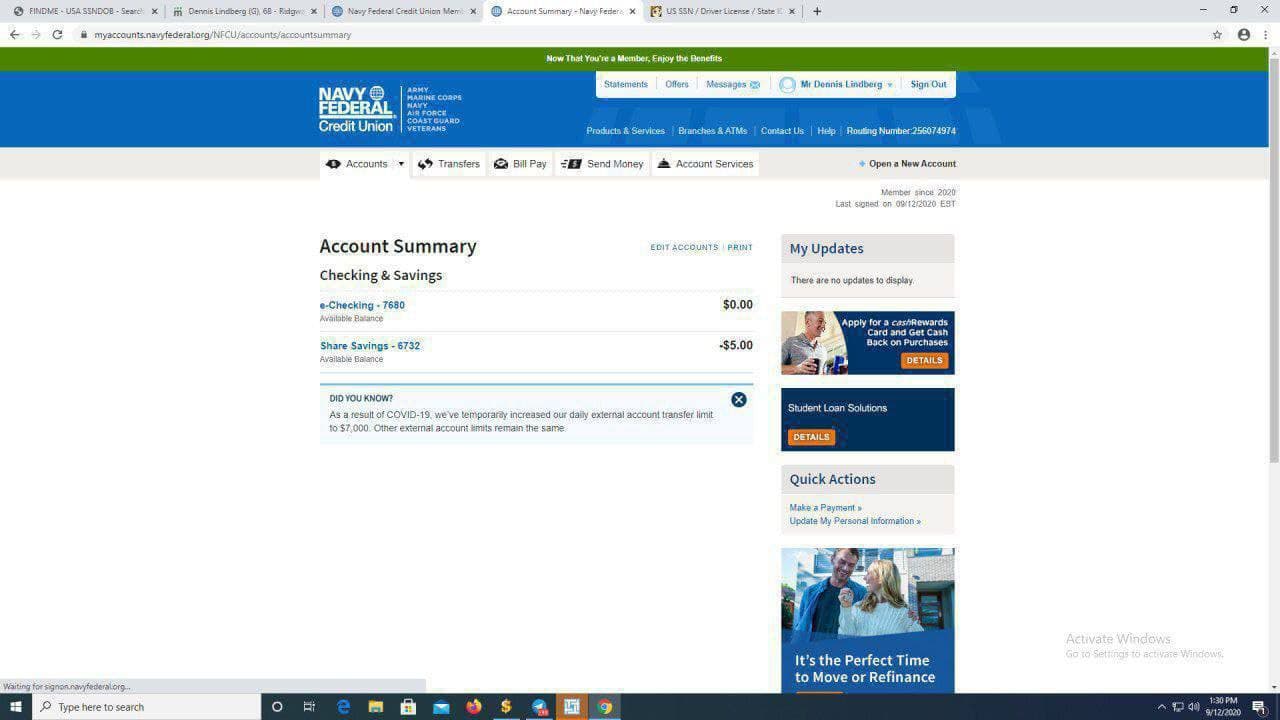 FINDME - USA SSNDOB - Search
Dennis Lindberg (G), 68 - Ridgw
Navy Federal Credit Union Mem
Account Summary - Navy Federa
US SSN / Driver License / State I
myaccounts.navyfederal.org/NFCU/accounts/accountsummary
Now That You're a Member, Enjoy the Benefits
Statements Offers Messages Mr Dennis Lindberg Sign Out
NAVY FEDERAL Credit Union
ARMY
MARINE CORPS
NAVY
AIR FORCE
COAST GUARD
VETERANS
Products & Services Branches & ATMs Contact Us Help Routing Number:256074974
Accounts Transfers Bill Pay Send Money Account Services + Open a New Account
Member since 2020
Last signed on 09/12/2020 EST
Account Summary
EDIT ACCOUNTS | PRINT
Checking & Savings
e-Checking - 7680 $0.00
Available Balance
Share Savings - 6732 -$5.00
Available Balance
DID YOU KNOW?
As a result of COVID-19, we've temporarily increased our daily external account transfer limit
to $7,000. Other external account limits remain the same.
My Updates
There are no updates to display.
Apply for a cashRewards
Card and Get Cash
Back on Purchases
DETAILS
Student Loan Solutions
DETAILS
Quick Actions
Make a Payment »
Update My Personal Information »
It's the Perfect Time
to Move or Refinance
Activate Windows
Go to Settings to activate Windows.
Waiting for signon.navyfederal.org...
Type here to search
1:30 PM
9/12/2020